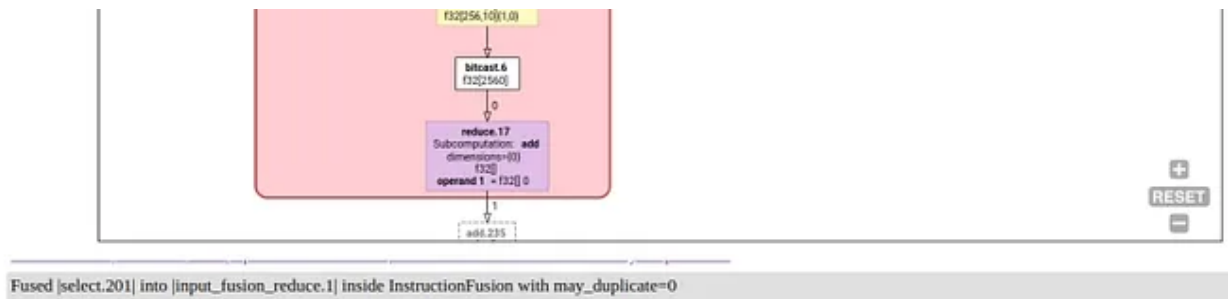 f32[256,10]{1,0}
bitcast.6
f32[2560]
0
reduce.17
Subcomputation: add
dimensions={0}
f32[]
operand 1 = f32[] 0
1
add.235
RESET
Fused |select.201| into |input_fusion_reduce.1| inside InstructionFusion with may_duplicate=0